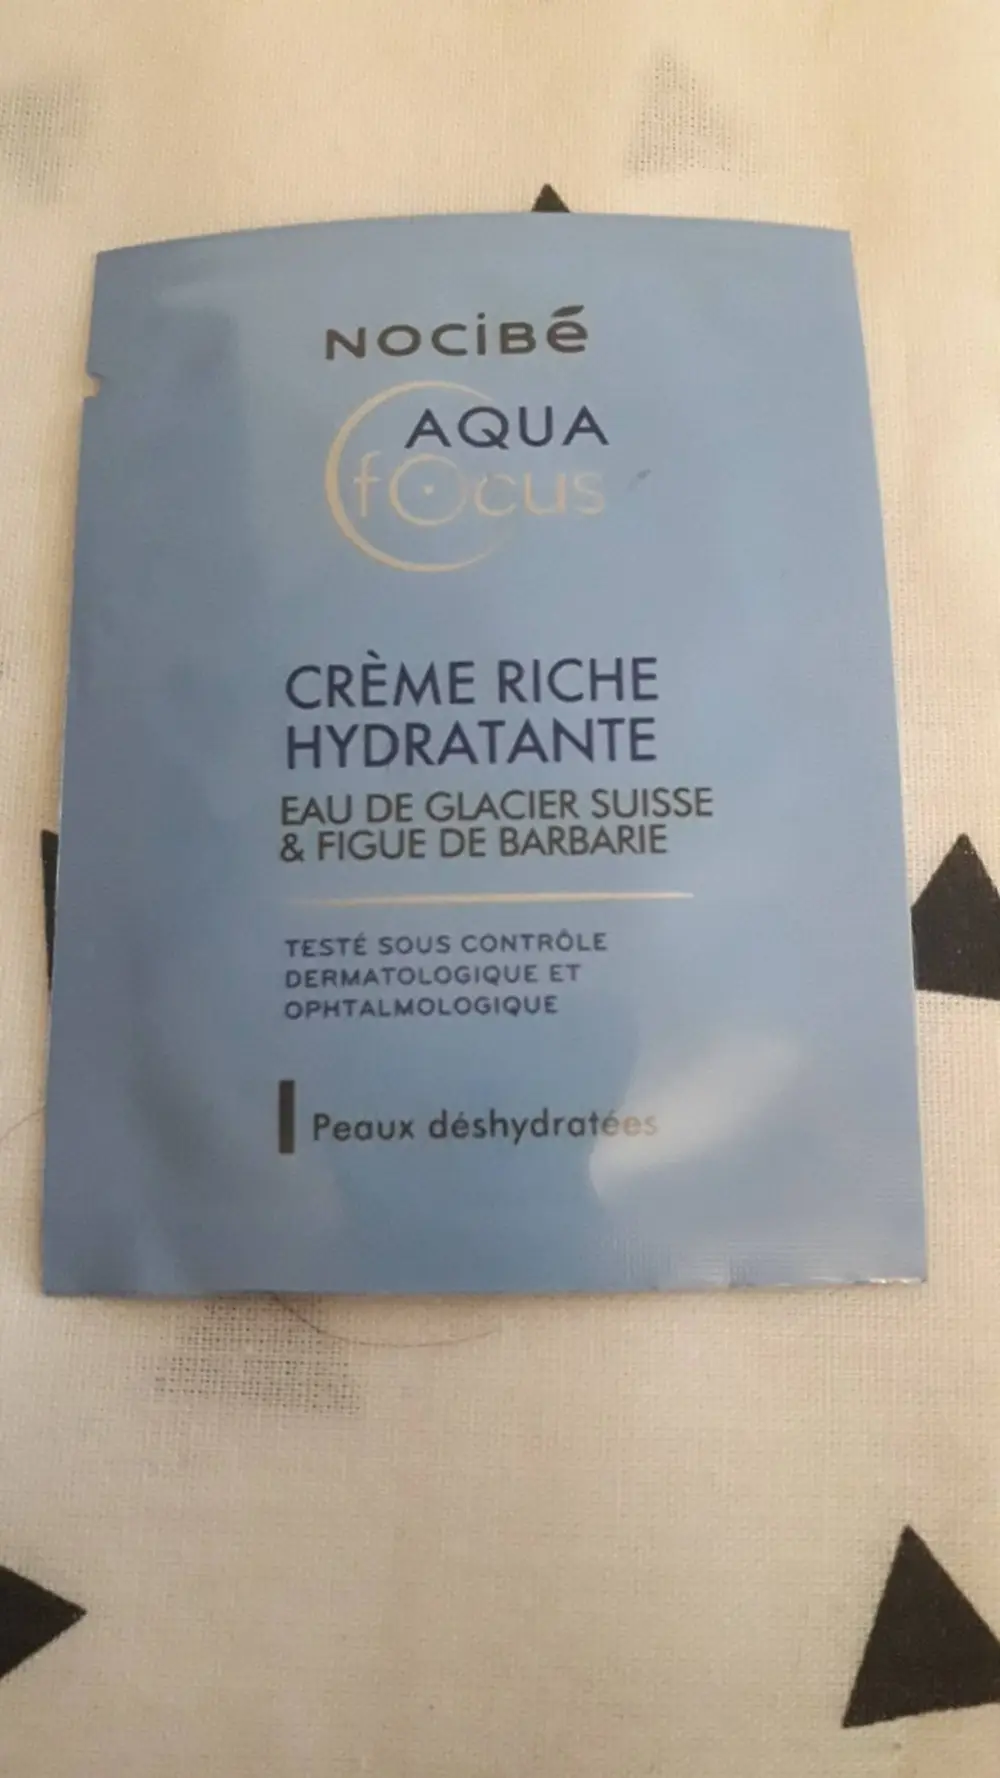 NOCIBÉ
AQUA
fOcus
CRÈME RICHE
HYDRATANTE
EAU DE GLACIER SUISSE
& FIGUE DE BARBARIE
TESTÉ SOUS CONTRÔLE
DERMATOLOGIQUE ET
OPHTALMOLOGIQUE
Peaux déshydratées